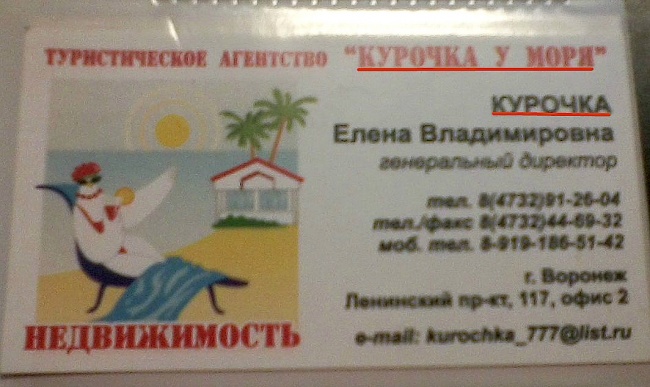 ТУРИСТИЧЕСКОЕ АГЕНТСТВО "КУРОЧКА У МОРЯ"
КУРОЧКА
Елена Владимировна
генеральный директор
тел. 8(4732)91-26-04
тел./факс 8(4732)44-69-32
моб. тел. 8-919-186-51-42
г. Воронеж
Ленинский пр-кт, 117, офис 2
e-mail: kurochka_777@list.ru
НЕДВИЖИМОСТЬ